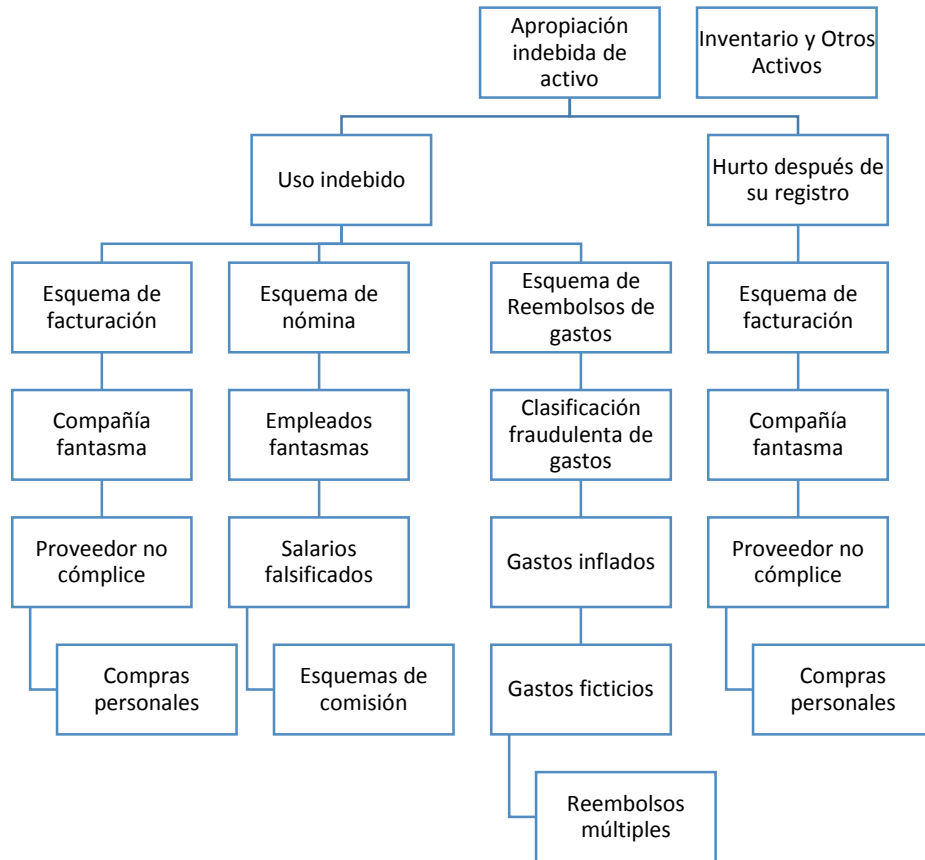 Apropiación
indebida de
activo
Inventario y Otros
Activos
Uso indebido
Hurto después de
su registro
Esquema de
facturación
Esquema de
nómina
Esquema de
Reembolsos de
gastos
Esquema de
facturación
Compañía
fantasma
Empleados
fantasmas
Clasificación
fraudulenta de
gastos
Compañía
fantasma
Proveedor no
cómplice
Salarios
falsificados
Gastos inflados
Proveedor no
cómplice
Compras
personales
Esquemas de
comisión
Gastos ficticios
Compras
personales
Reembolsos
múltiples